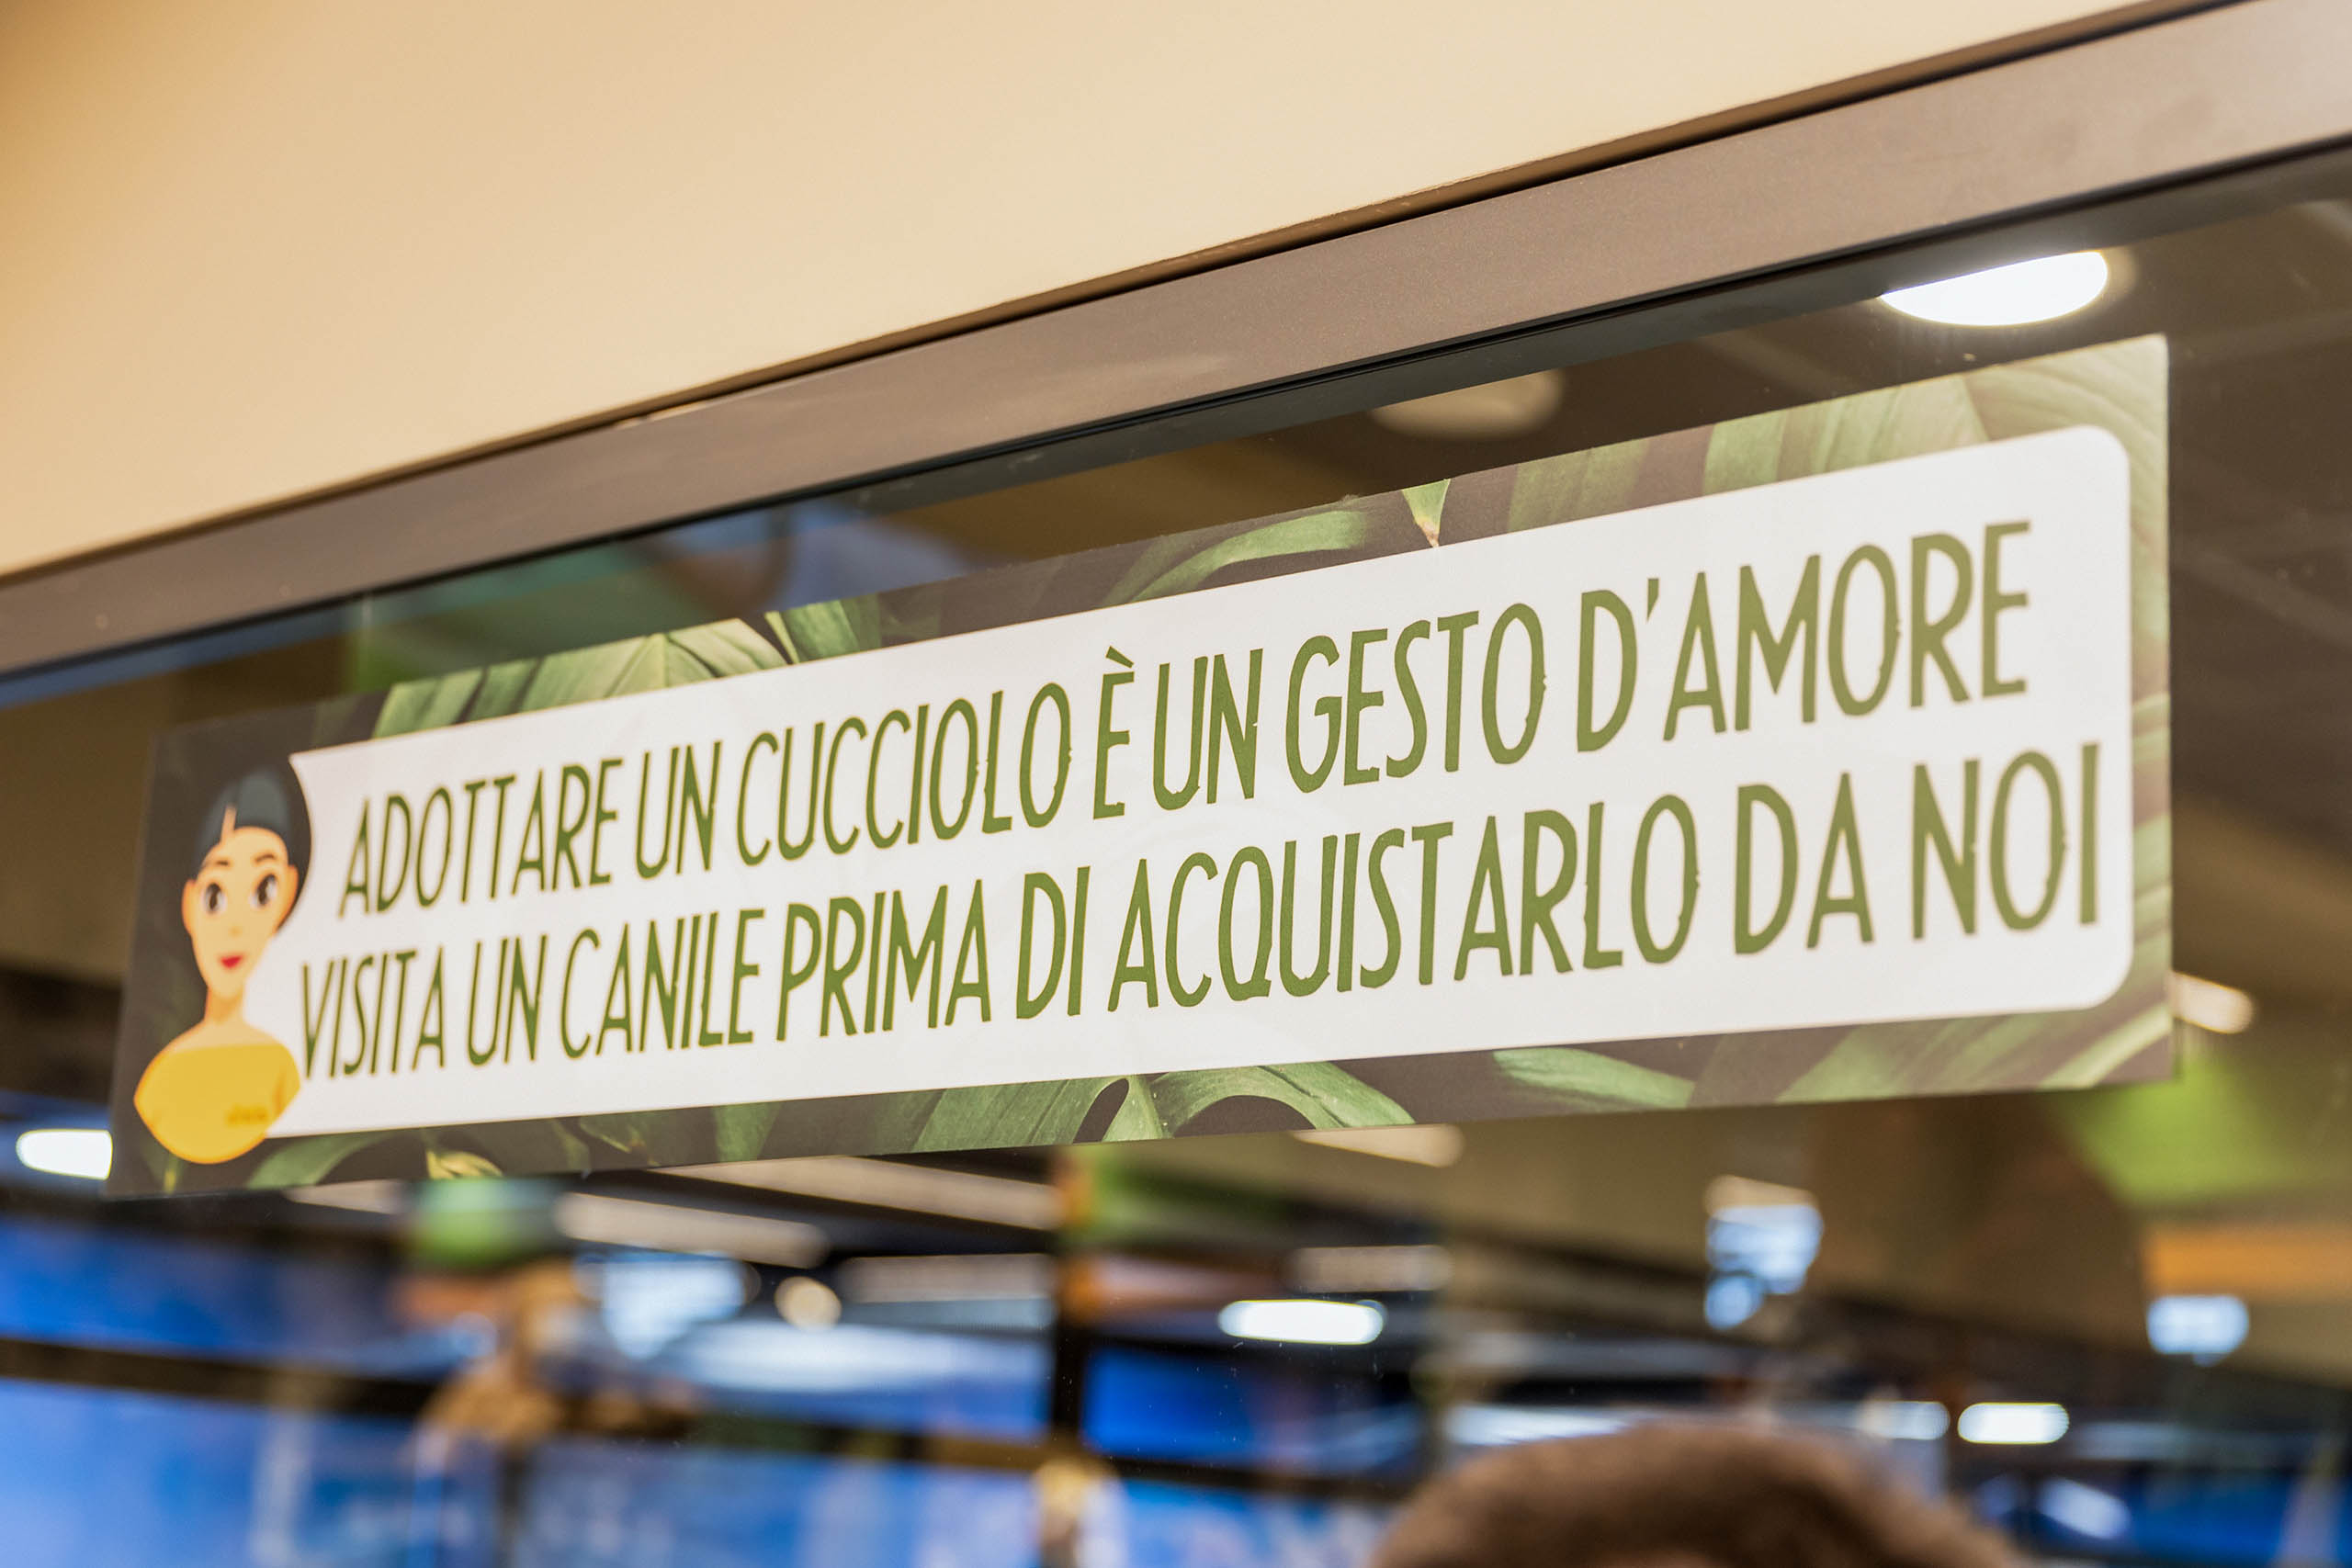 ADOTTARE UN CUCCIOLO È UN GESTO D'AMORE
VISITA UN CANILE PRIMA DI ACQUISTARLO DA NOI